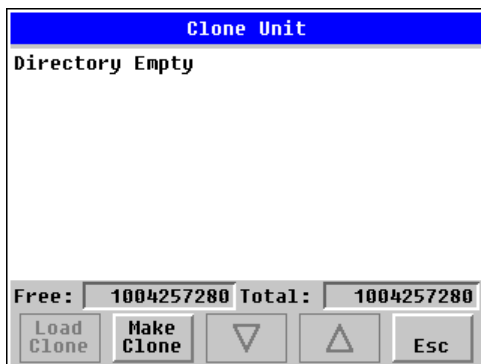 Clone Unit
Directory Empty
Free: 1004257280 Total: 1004257280
Load Clone Make Clone Esc